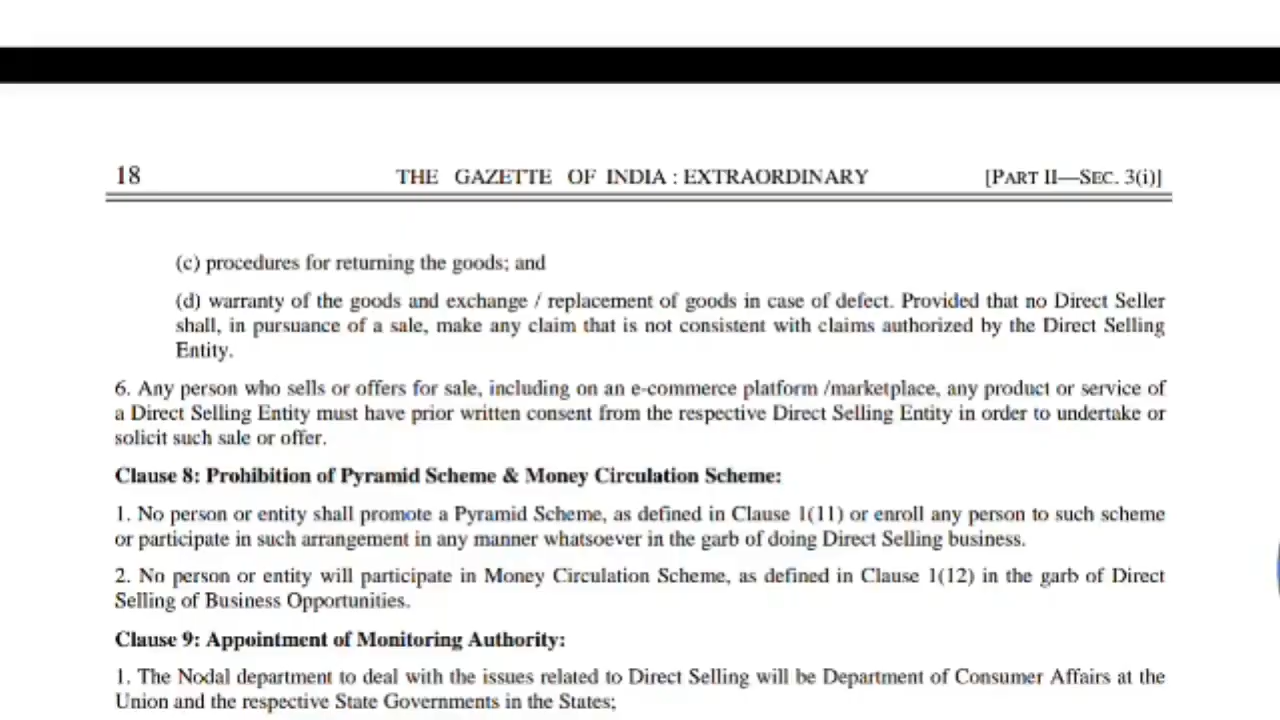 18 THE GAZETTE OF INDIA : EXTRAORDINARY [PART II—SEC. 3(i)]
(c) procedures for returning the goods; and
(d) warranty of the goods and exchange / replacement of goods in case of defect. Provided that no Direct Seller
shall, in pursuance of a sale, make any claim that is not consistent with claims authorized by the Direct Selling
Entity.
6. Any person who sells or offers for sale, including on an e-commerce platform /marketplace, any product or service of
a Direct Selling Entity must have prior written consent from the respective Direct Selling Entity in order to undertake or
solicit such sale or offer.
Clause 8: Prohibition of Pyramid Scheme & Money Circulation Scheme:
1. No person or entity shall promote a Pyramid Scheme, as defined in Clause 1(11) or enroll any person to such scheme
or participate in such arrangement in any manner whatsoever in the garb of doing Direct Selling business.
2. No person or entity will participate in Money Circulation Scheme, as defined in Clause 1(12) in the garb of Direct
Selling of Business Opportunities.
Clause 9: Appointment of Monitoring Authority:
1. The Nodal department to deal with the issues related to Direct Selling will be Department of Consumer Affairs at the
Union and the respective State Governments in the States;